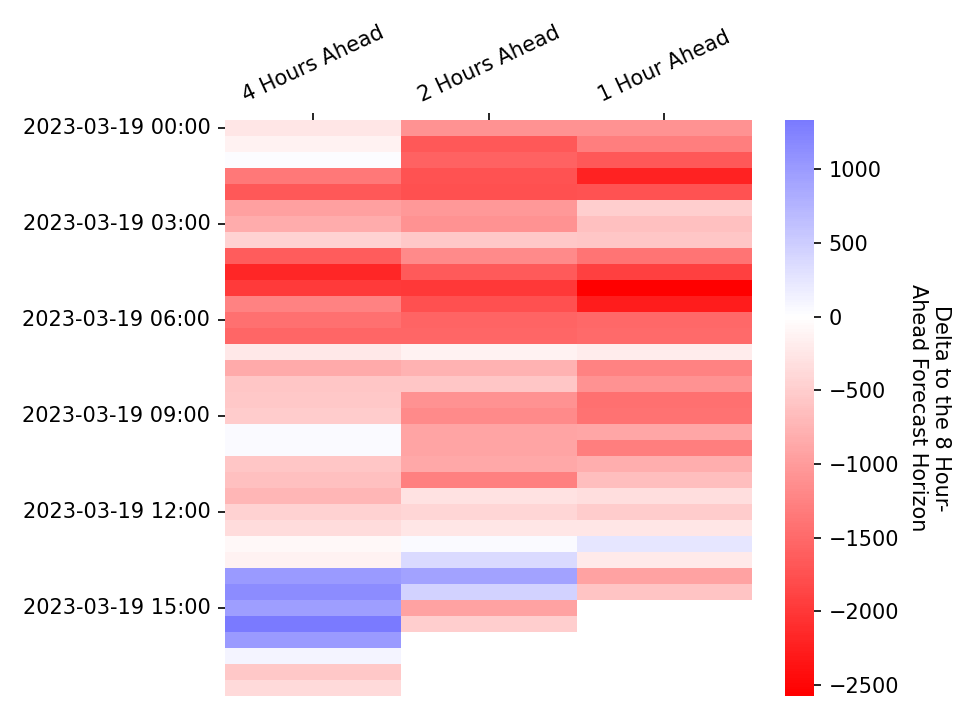 4 Hours Ahead
2 Hours Ahead
1 Hour Ahead
2023-03-19 00:00
2023-03-19 03:00
2023-03-19 06:00
2023-03-19 09:00
2023-03-19 12:00
2023-03-19 15:00
1000
500
0
−500
−1000
−1500
−2000
−2500
Delta to the 8 Hour-
Ahead Forecast Horizon